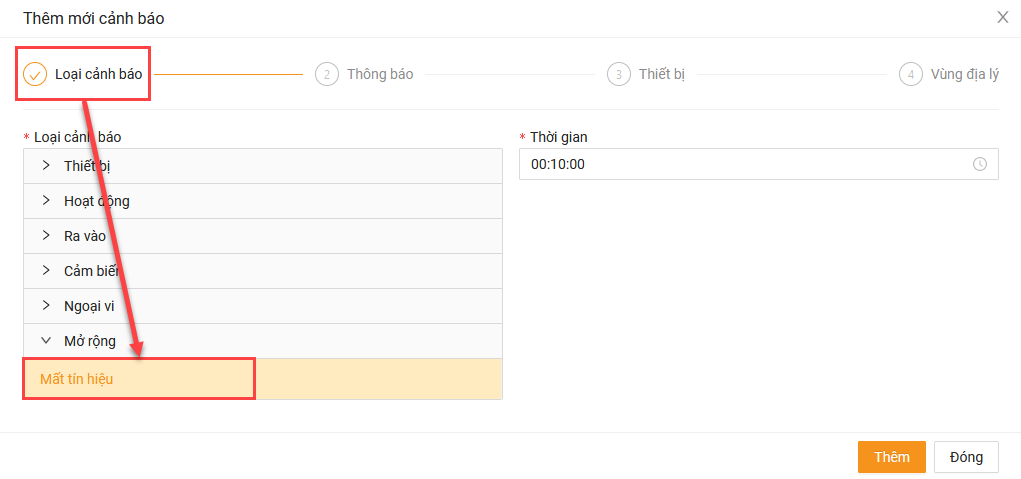 Thêm mới cảnh báo
Loại cảnh báo
2 Thông báo
3 Thiết bị
4 Vùng địa lý
* Loại cảnh báo
* Thời gian
Thiết bị
00:10:00
Hoạt động
Ra vào
Cảm biến
Ngoại vi
Mở rộng
Mất tín hiệu
Thêm
Đóng